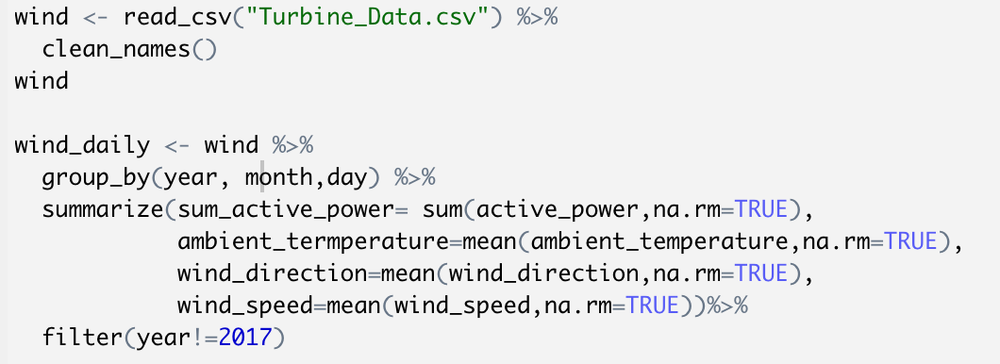 wind <- read_csv("Turbine_Data.csv") %>%
  clean_names()
wind

wind_daily <- wind %>%
  group_by(year, month,day) %>%
  summarize(sum_active_power= sum(active_power,na.rm=TRUE),
            ambient_termperature=mean(ambient_temperature,na.rm=TRUE),
            wind_direction=mean(wind_direction,na.rm=TRUE),
            wind_speed=mean(wind_speed,na.rm=TRUE))%>%
  filter(year!=2017)